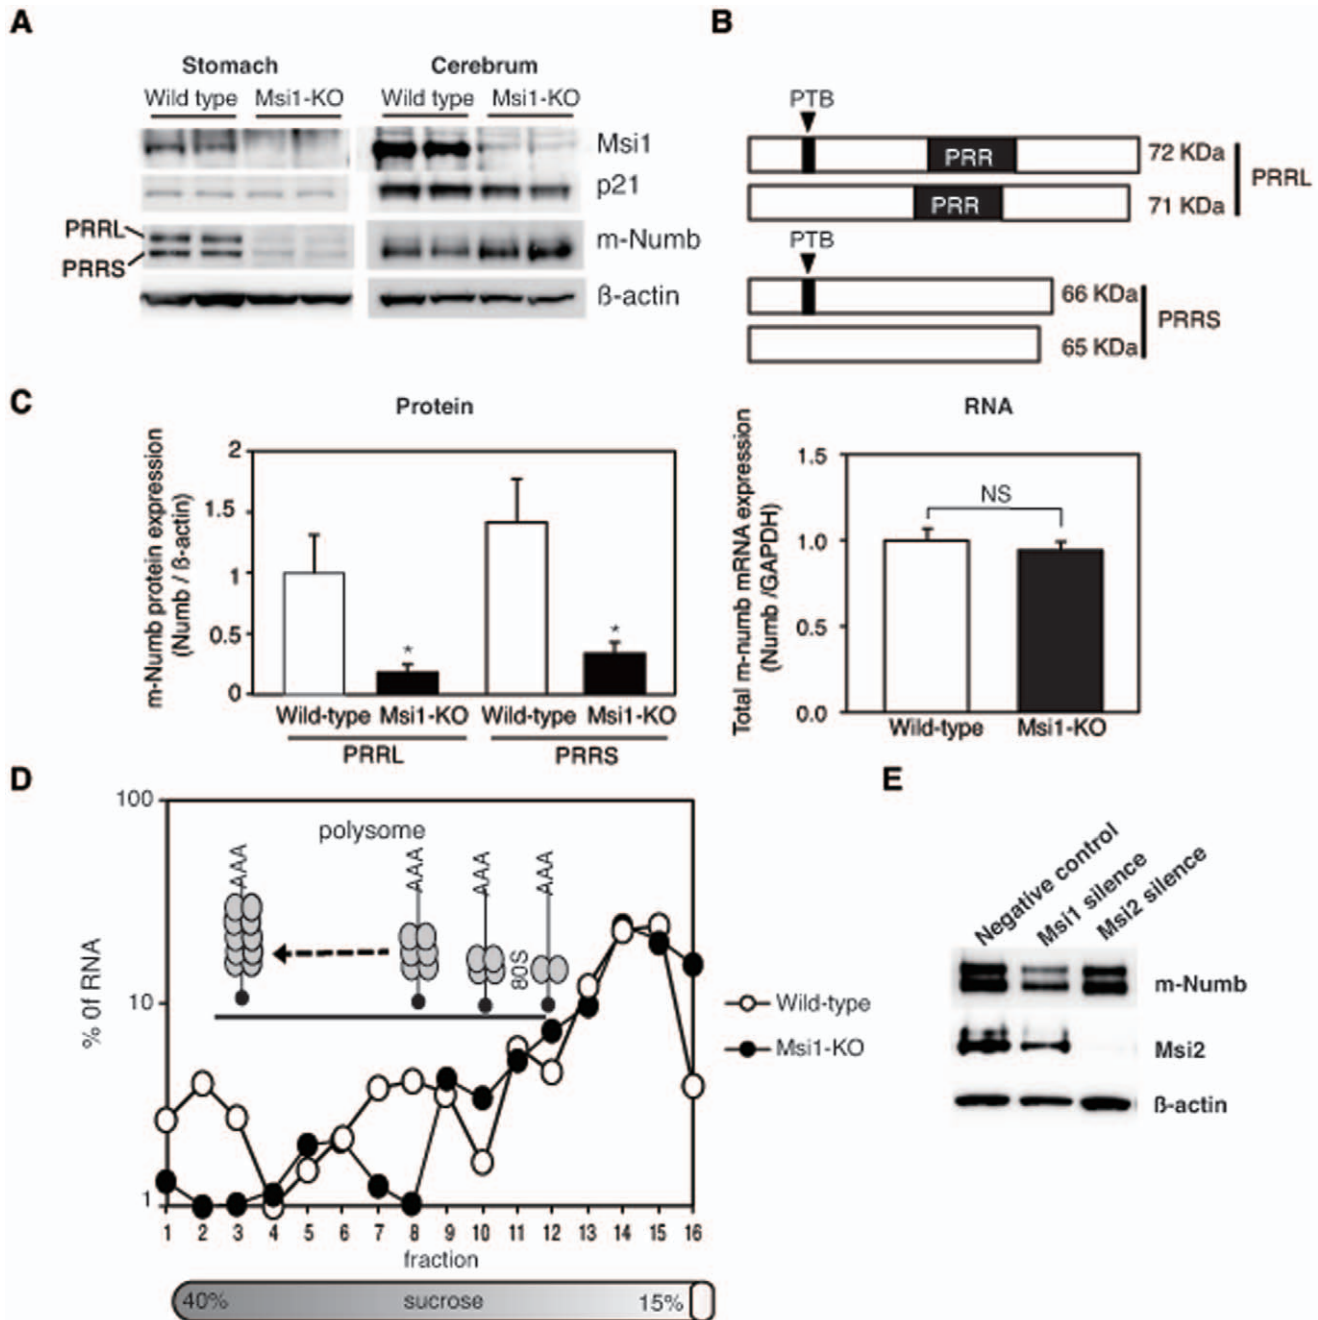 A
Stomach Cerebrum
Wild type Msi1-KO Wild type Msi1-KO
Msi1
p21
PRRL
PRRS
m-Numb
ß-actin
B
PTB
PRR
72 KDa
PRR
71 KDa
PRRL
PTB
66 KDa
65 KDa
PRRS
C
Protein
m-Numb protein expression
(Numb / ß-actin)
2
1.5
1
0.5
0
*
*
Wild-type Msi1-KO Wild-type Msi1-KO
PRRL PRRS
RNA
Total m-numb mRNA expression
(Numb /GAPDH)
1.5
1.0
0.5
0.0
NS
Wild-type Msi1-KO
D
% 0f RNA
100
10
1
polysome
AAA AAA AAA AAA
80S
Wild-type
Msi1-KO
1 2 3 4 5 6 7 8 9 10 11 12 13 14 15 16
fraction
40% sucrose 15%
E
Negative control
Msi1 silence
Msi2 silence
m-Numb
Msi2
ß-actin